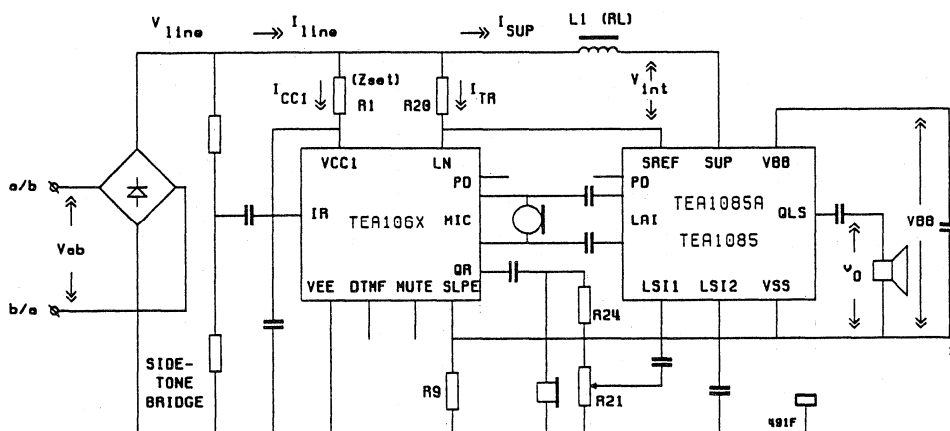 V line
I line
I SUP
L1 (RL)
I CC1
(Zset)
R1
R20
I TR
V int
VCC1
LN
SREF
SUP
VBB
PD
PD
a/b
IR
TEA106X
MIC
LAI
TEA1085A
QLS
Vab
TEA1085
VBB
QR
V O
b/a
VEE
DTMF
MUTE
SLPE
LSI1
LSI2
VSS
R24
SIDE-
TONE
BRIDGE
R9
R21
491F